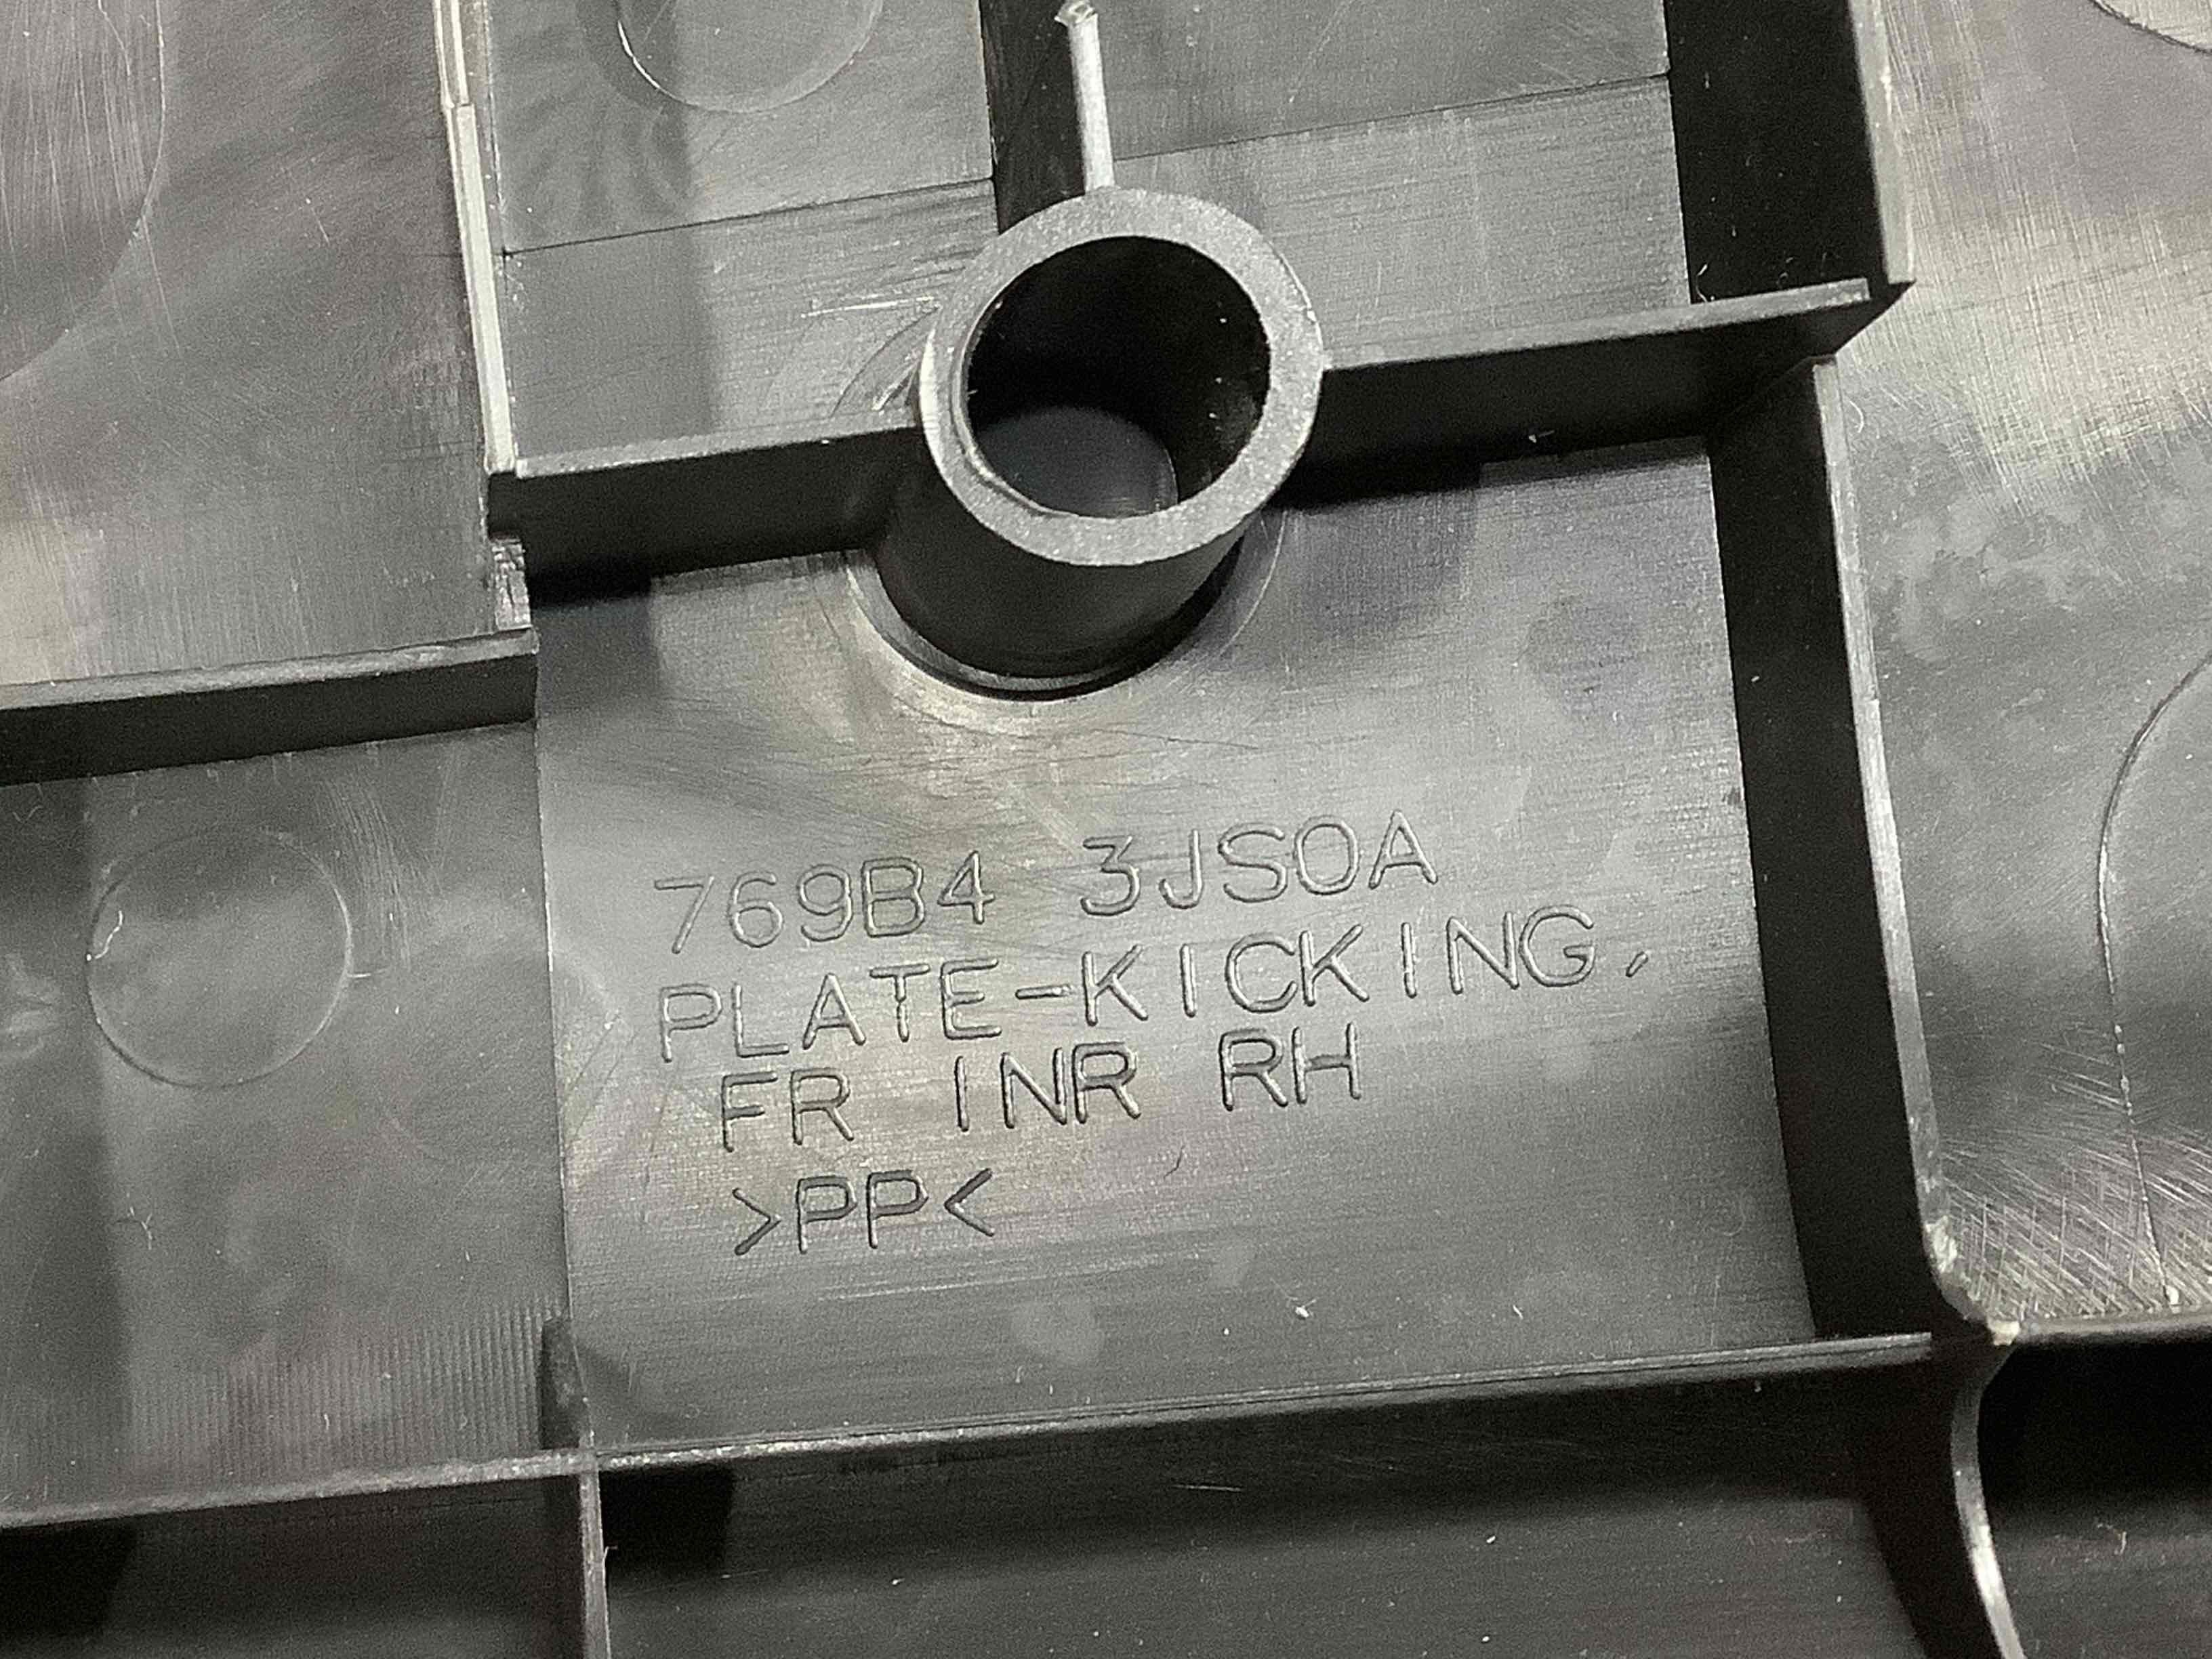 769B4 3JS0A
PLATE-KICKING,
FR INR RH
>PP<